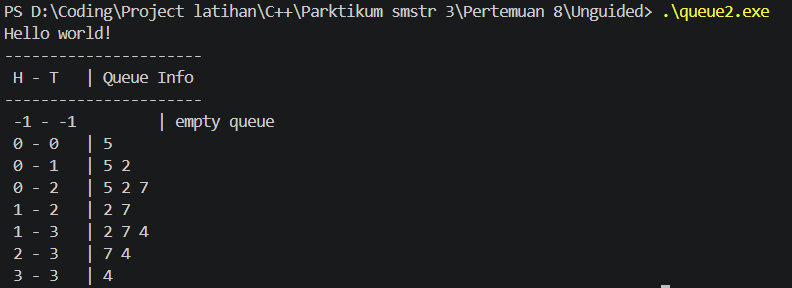 PS D:\Coding\Project latihan\C++\Parktikum smstr 3\Pertemuan 8\Unguided> .\queue2.exe
Hello world!
----------------------
 H - T   | Queue Info
----------------------
 -1 - -1         | empty queue
 0 - 0   | 5
 0 - 1   | 5 2
 0 - 2   | 5 2 7
 1 - 2   | 2 7
 1 - 3   | 2 7 4
 2 - 3   | 7 4
 3 - 3   | 4